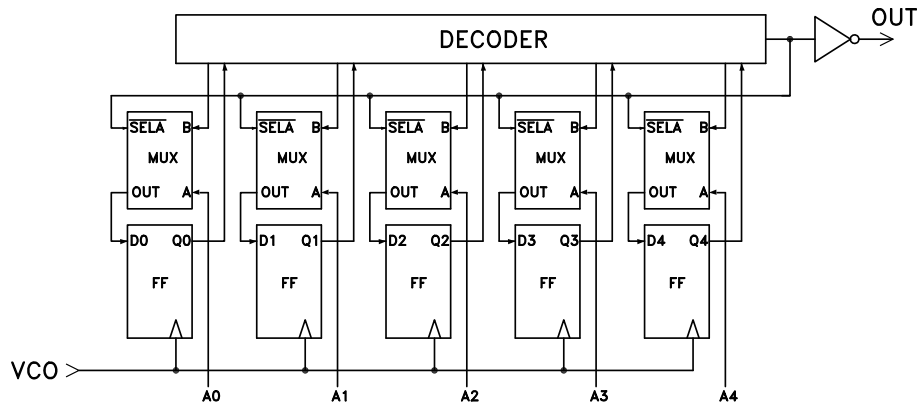 OUT
DECODER
SELA B SELA B SELA B SELA B SELA B
MUX MUX MUX MUX MUX
OUT A OUT A OUT A OUT A OUT A
D0 Q0 D1 Q1 D2 Q2 D3 Q3 D4 Q4
FF FF FF FF FF
VCO
A0 A1 A2 A3 A4